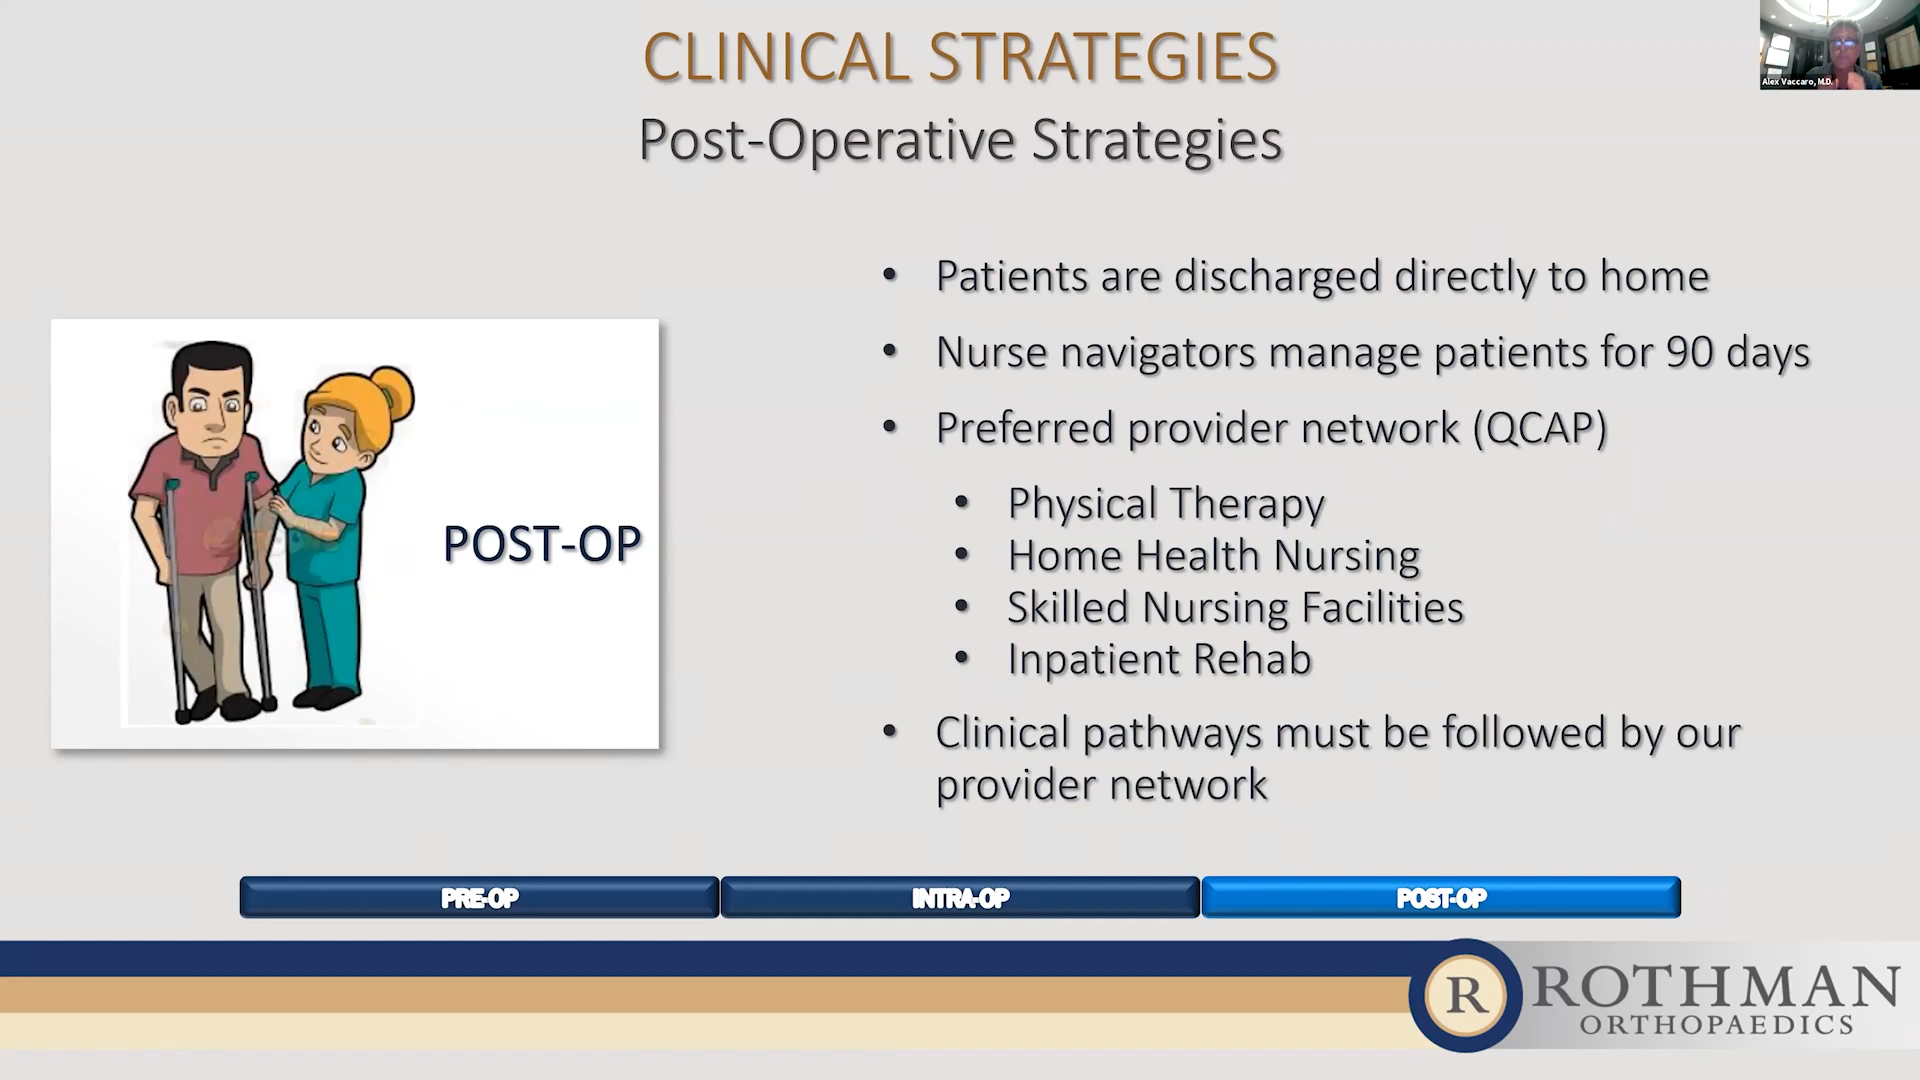 CLINICAL STRATEGIES
Alex Vaccaro, M.D.
Post-Operative Strategies
• Patients are discharged directly to home
• Nurse navigators manage patients for 90 days
• Preferred provider network (QCAP)
• Physical Therapy
• Home Health Nursing
• Skilled Nursing Facilities
• Inpatient Rehab
• Clinical pathways must be followed by our
provider network
POST-OP
PRE-OP
INTRA-OP
POST-OP
R
ROTHMAN
ORTHOPAEDICS